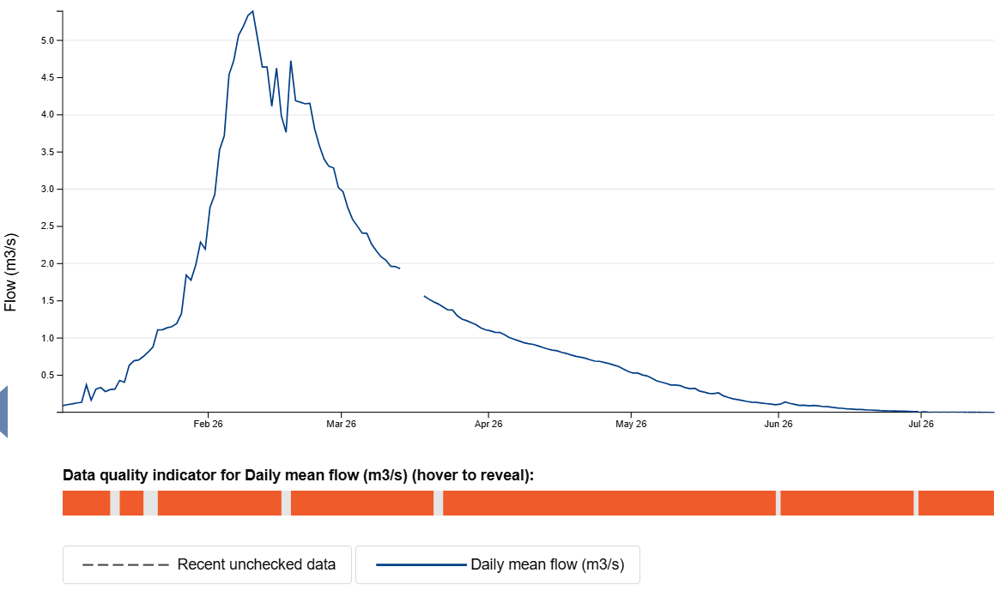 5.0
4.5
4.0
3.5
3.0
2.5
2.0
1.5
1.0
0.5
Flow (m3/s)
Feb 26 Mar 26 Apr 26 May 26 Jun 26 Jul 26
Data quality indicator for Daily mean flow (m3/s) (hover to reveal):
Recent unchecked data Daily mean flow (m3/s)